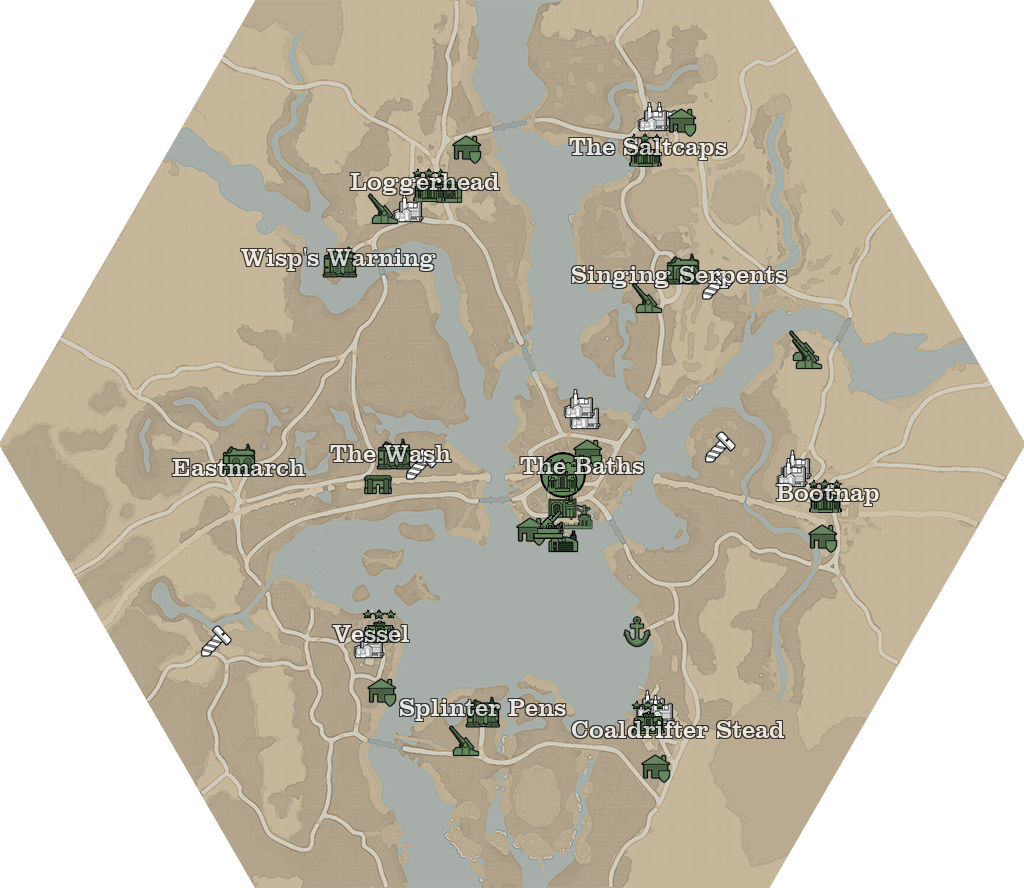 The Saltcaps
Loggerhead
Wisp's Warning
Singing Serpents
The Wash
Eastmarch
The Baths
Bootnap
Vessel
Splinter Pens
Coaldrifter Stead